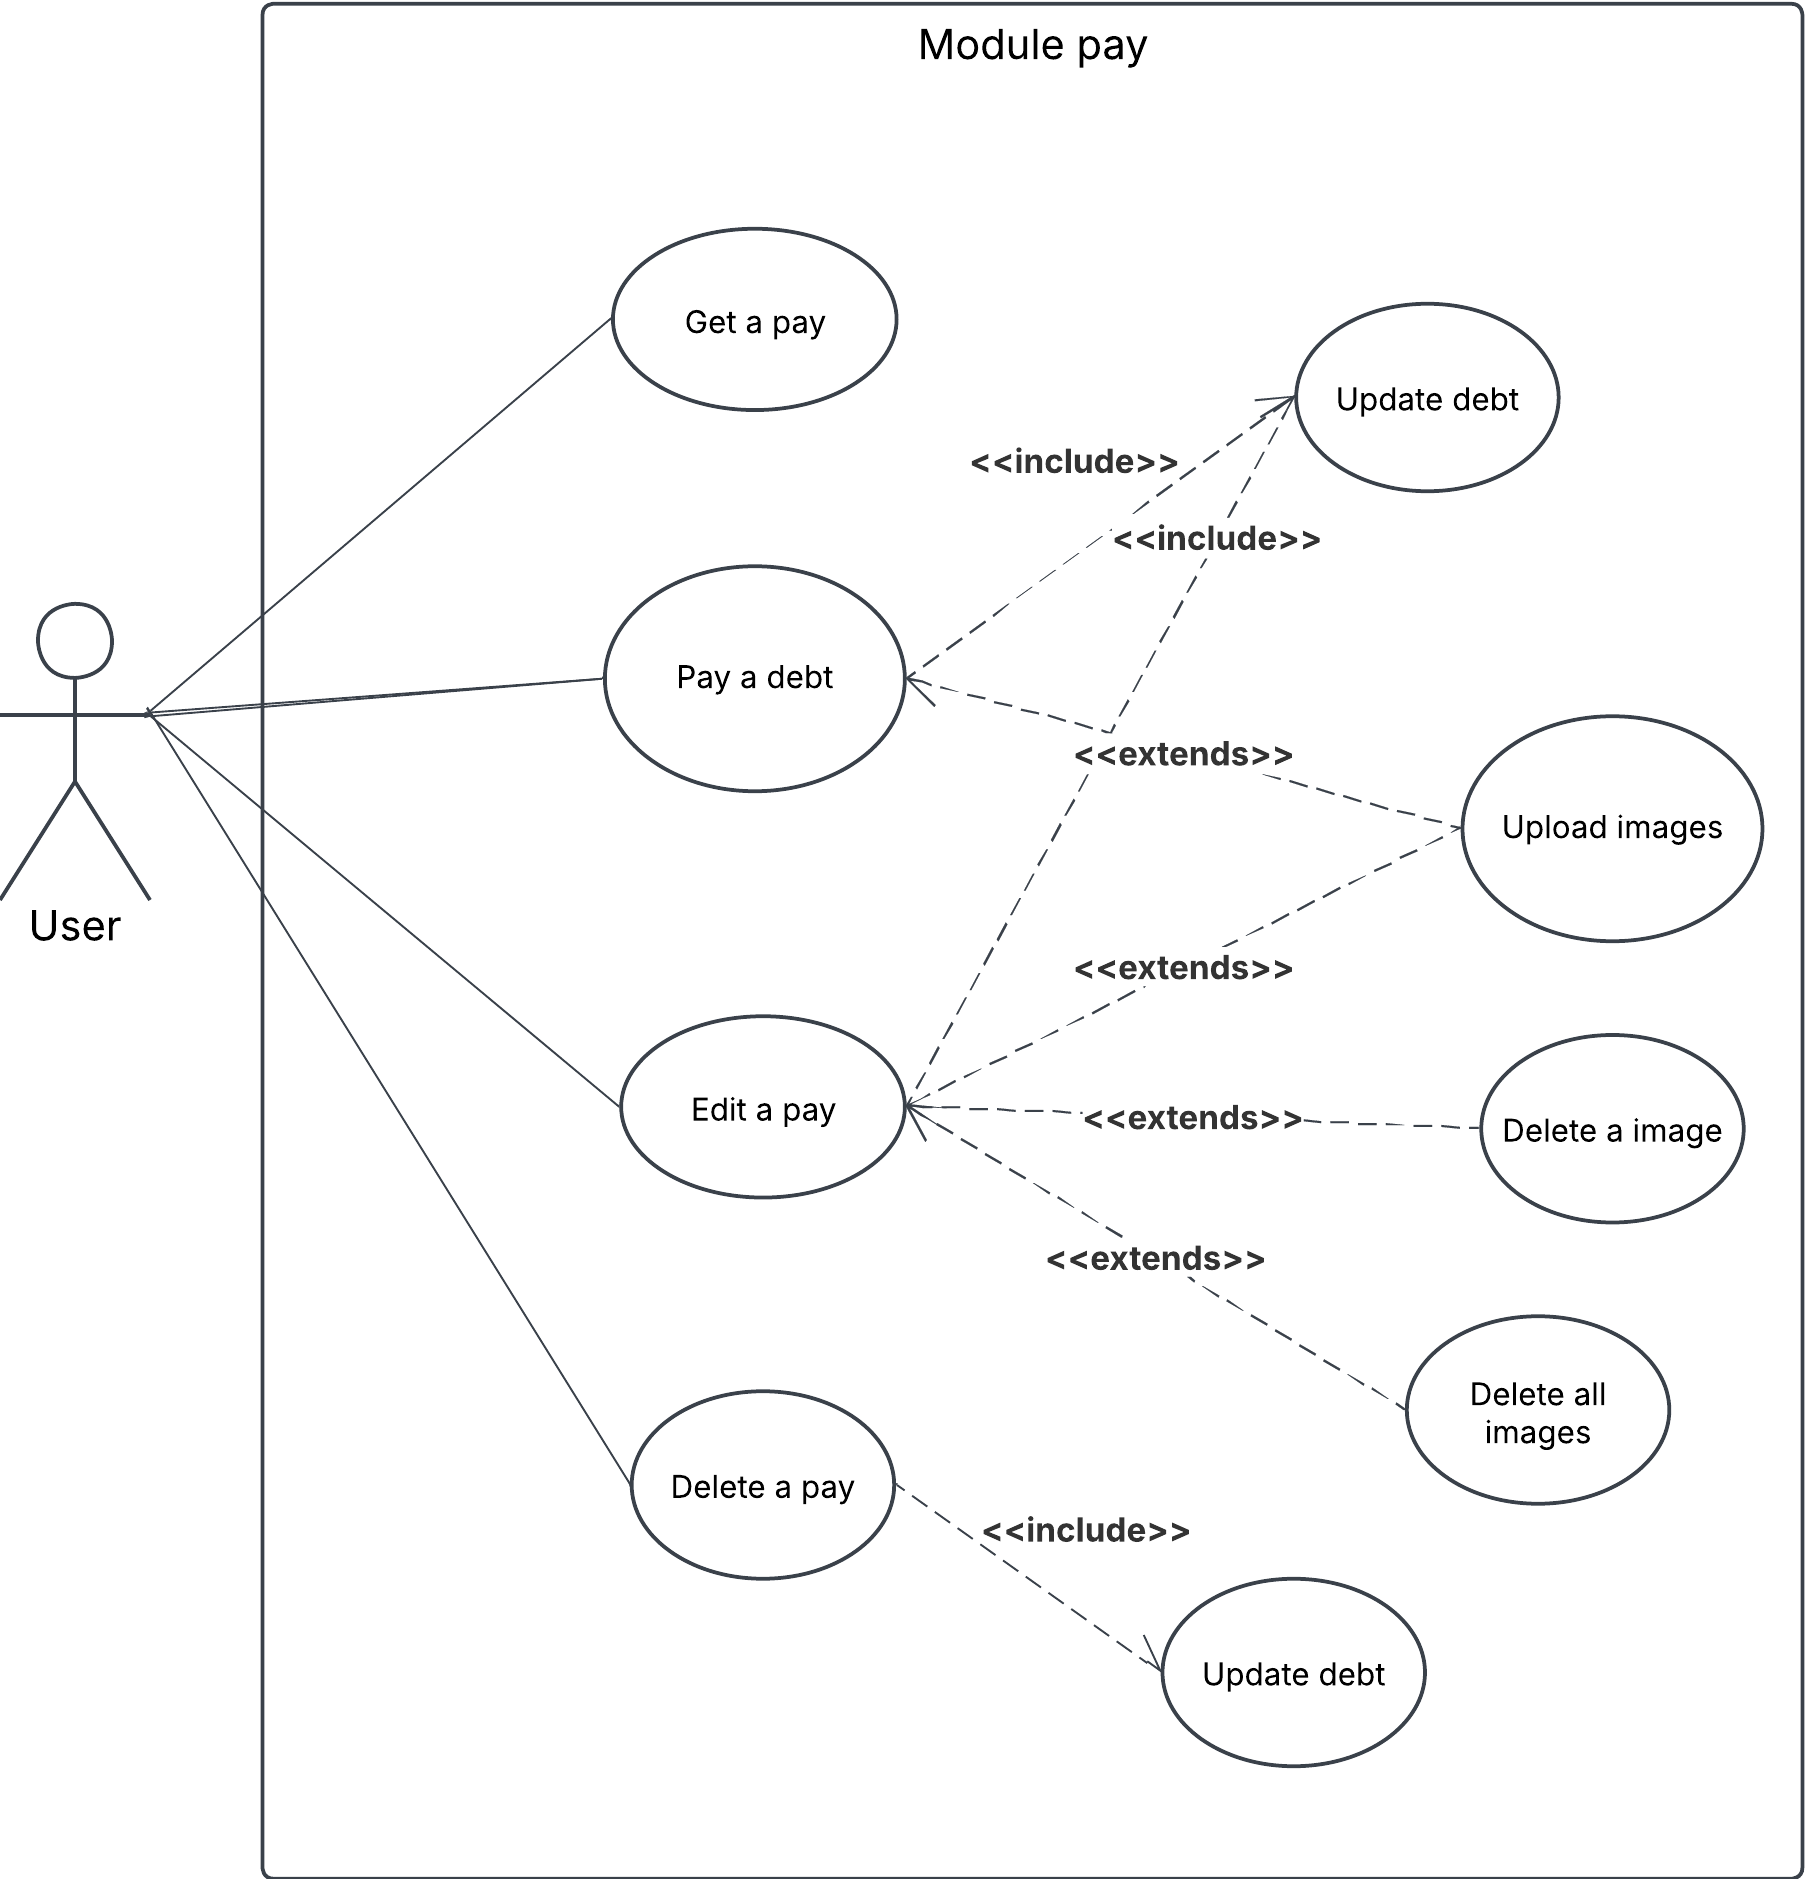 Module pay
Get a pay
Update debt
<<include>>
<<include>>
Pay a debt
<<extends>>
Upload images
User
<<extends>>
Edit a pay
<<extends>>
Delete a image
<<extends>>
Delete all
images
Delete a pay
<<include>>
Update debt